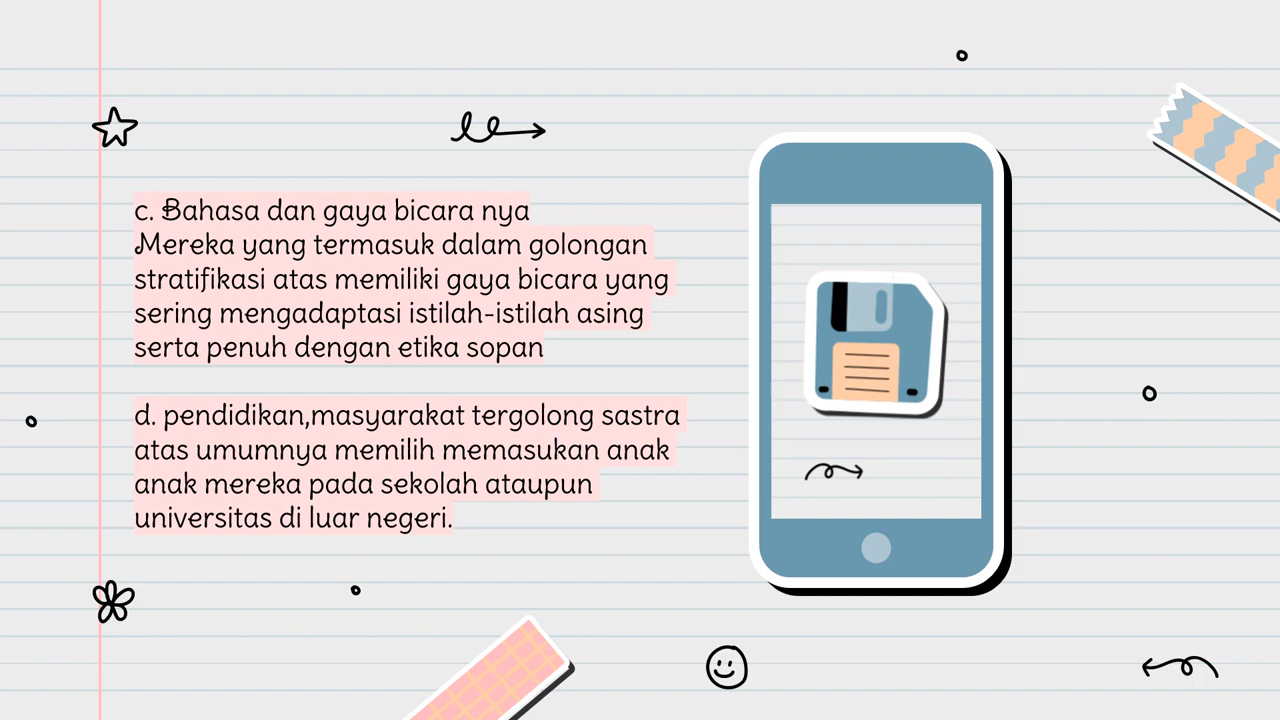 c. Bahasa dan gaya bicara nya
Mereka yang termasuk dalam golongan
stratifikasi atas memiliki gaya bicara yang
sering mengadaptasi istilah-istilah asing
serta penuh dengan etika sopan
d. pendidikan,masyarakat tergolong sastra
atas umumnya memilih memasukan anak
anak mereka pada sekolah ataupun
universitas di luar negeri.